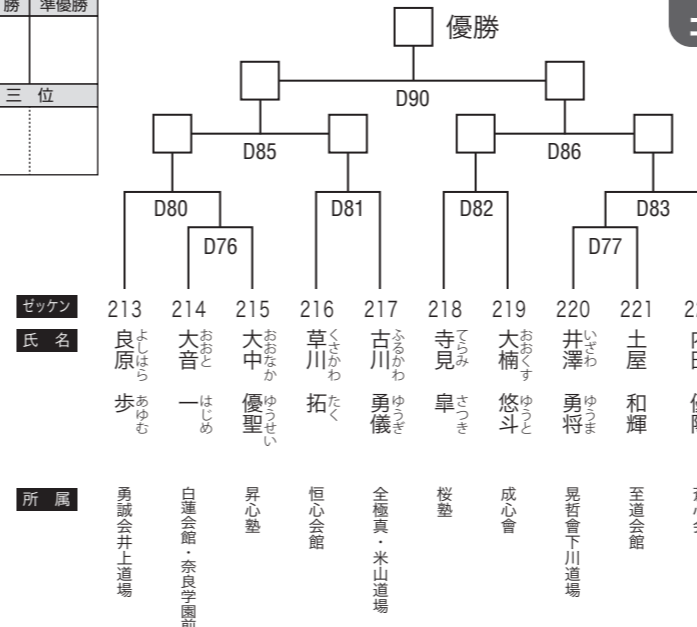 勝 準優勝
三 位
優勝
D90
D85 D86
D80 D81 D82 D83
D76 D77
ゼッケン 213 214 215 216 217 218 219 220 221
氏 名
良原 歩 よしはら あゆむ
大音 一 おおと はじめ
大中 優聖 おおなか ゆうせい
草川 拓 くさかわ たく
古川 勇儀 ふるかわ ゆうぎ
寺見 皐 てらみ さつき
大楠 悠斗 おおくす ゆうと
井澤 勇将 いざわ ゆうま
土屋 和輝
所 属
勇誠会井上道場
白蓮会館・奈良学園前
昇心塾
恒心会館
全極真・米山道場
桜塾
成心會
晃哲會下川道場
至道会館